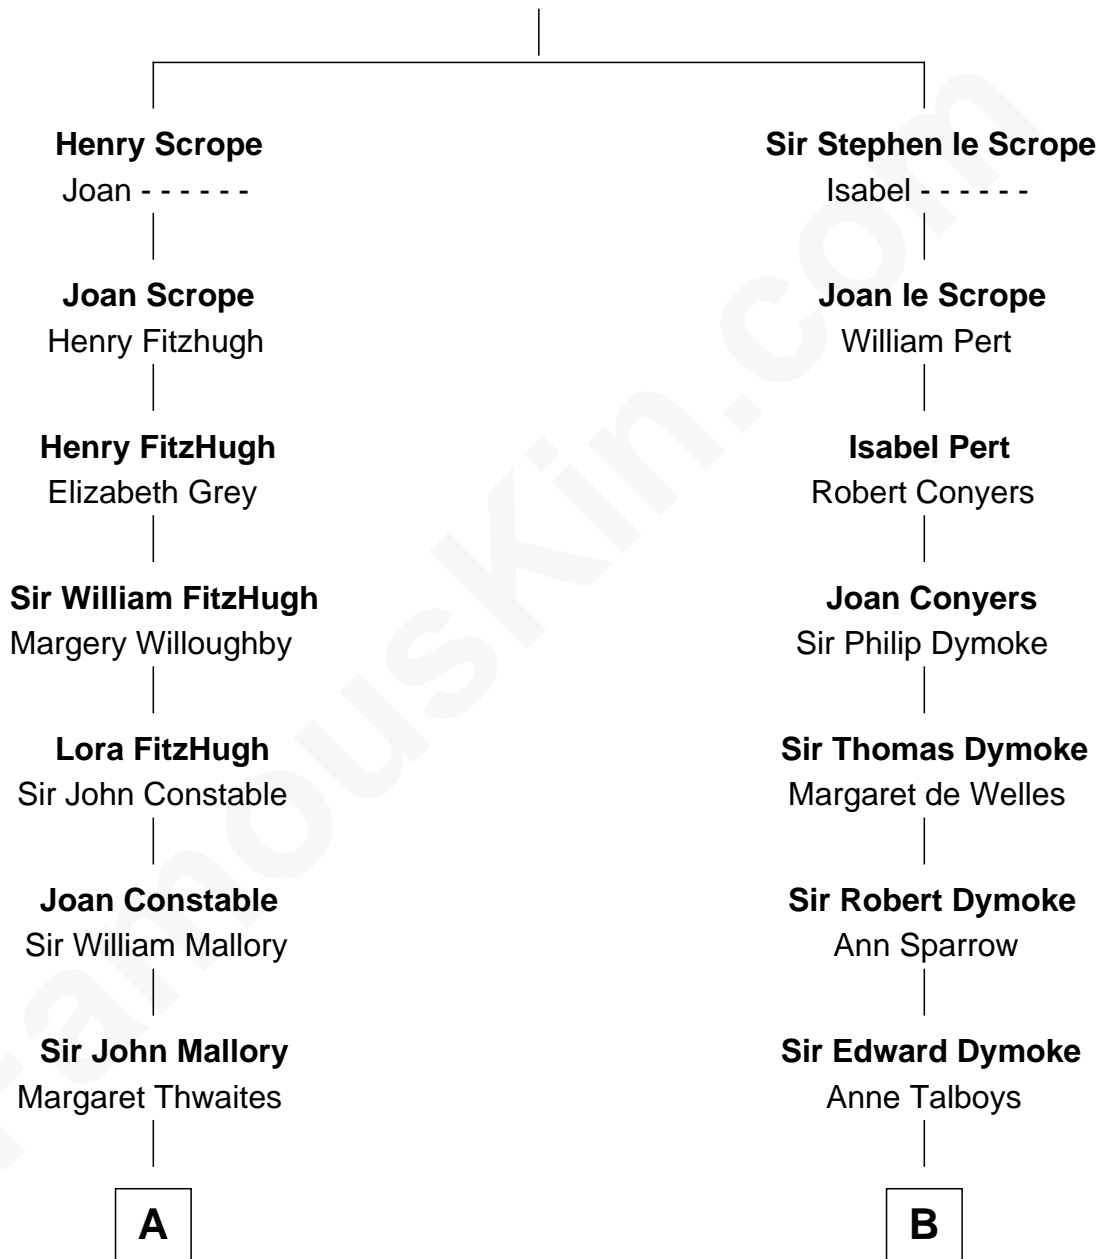 Henry Scrope
Joan - - - - - -
Joan Scrope
Henry Fitzhugh
Henry FitzHugh
Elizabeth Grey
Sir William FitzHugh
Margery Willoughby
Lora FitzHugh
Sir John Constable
Joan Constable
Sir William Mallory
Sir John Mallory
Margaret Thwaites
A
Sir Stephen le Scrope
Isabel - - - - - -
Joan le Scrope
William Pert
Isabel Pert
Robert Conyers
Joan Conyers
Sir Philip Dymoke
Sir Thomas Dymoke
Margaret de Welles
Sir Robert Dymoke
Ann Sparrow
Sir Edward Dymoke
Anne Talboys
B
FamousKin.com